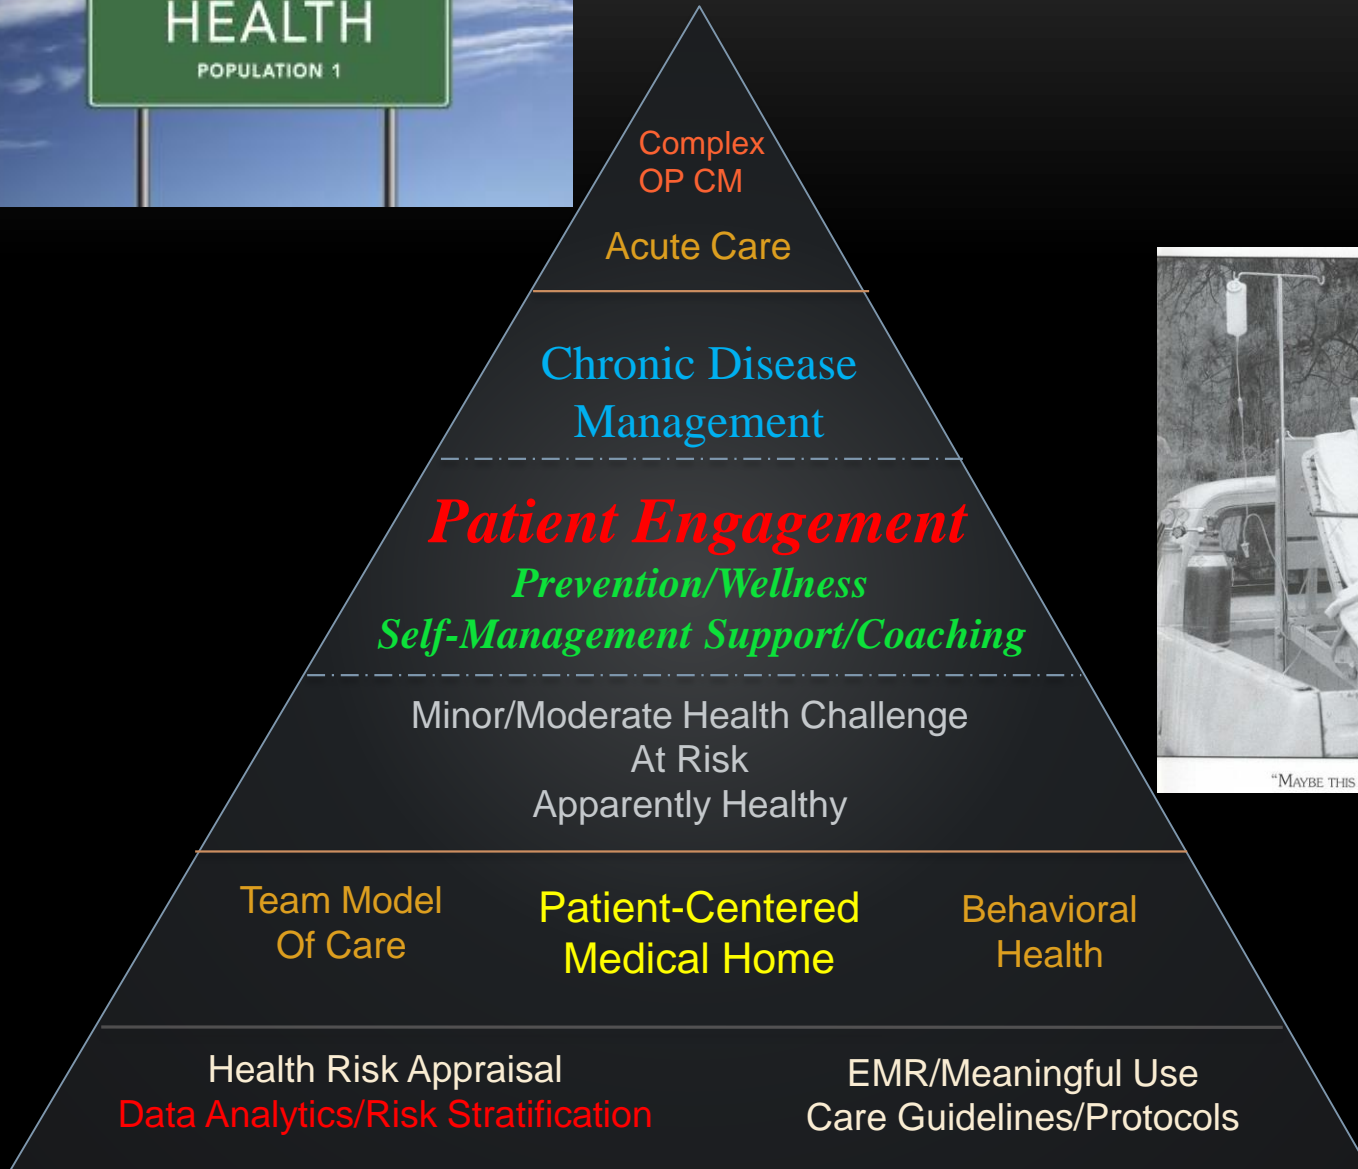 HEALTH
POPULATION 1
Complex
OP CM
Acute Care
Chronic Disease
Management
Patient Engagement
Prevention/Wellness
Self-Management Support/Coaching
Minor/Moderate Health Challenge
At Risk
Apparently Healthy
"MAYBE THIS
Team Model
Of Care
Patient-Centered
Medical Home
Behavioral
Health
Health Risk Appraisal
Data Analytics/Risk Stratification
EMR/Meaningful Use
Care Guidelines/Protocols